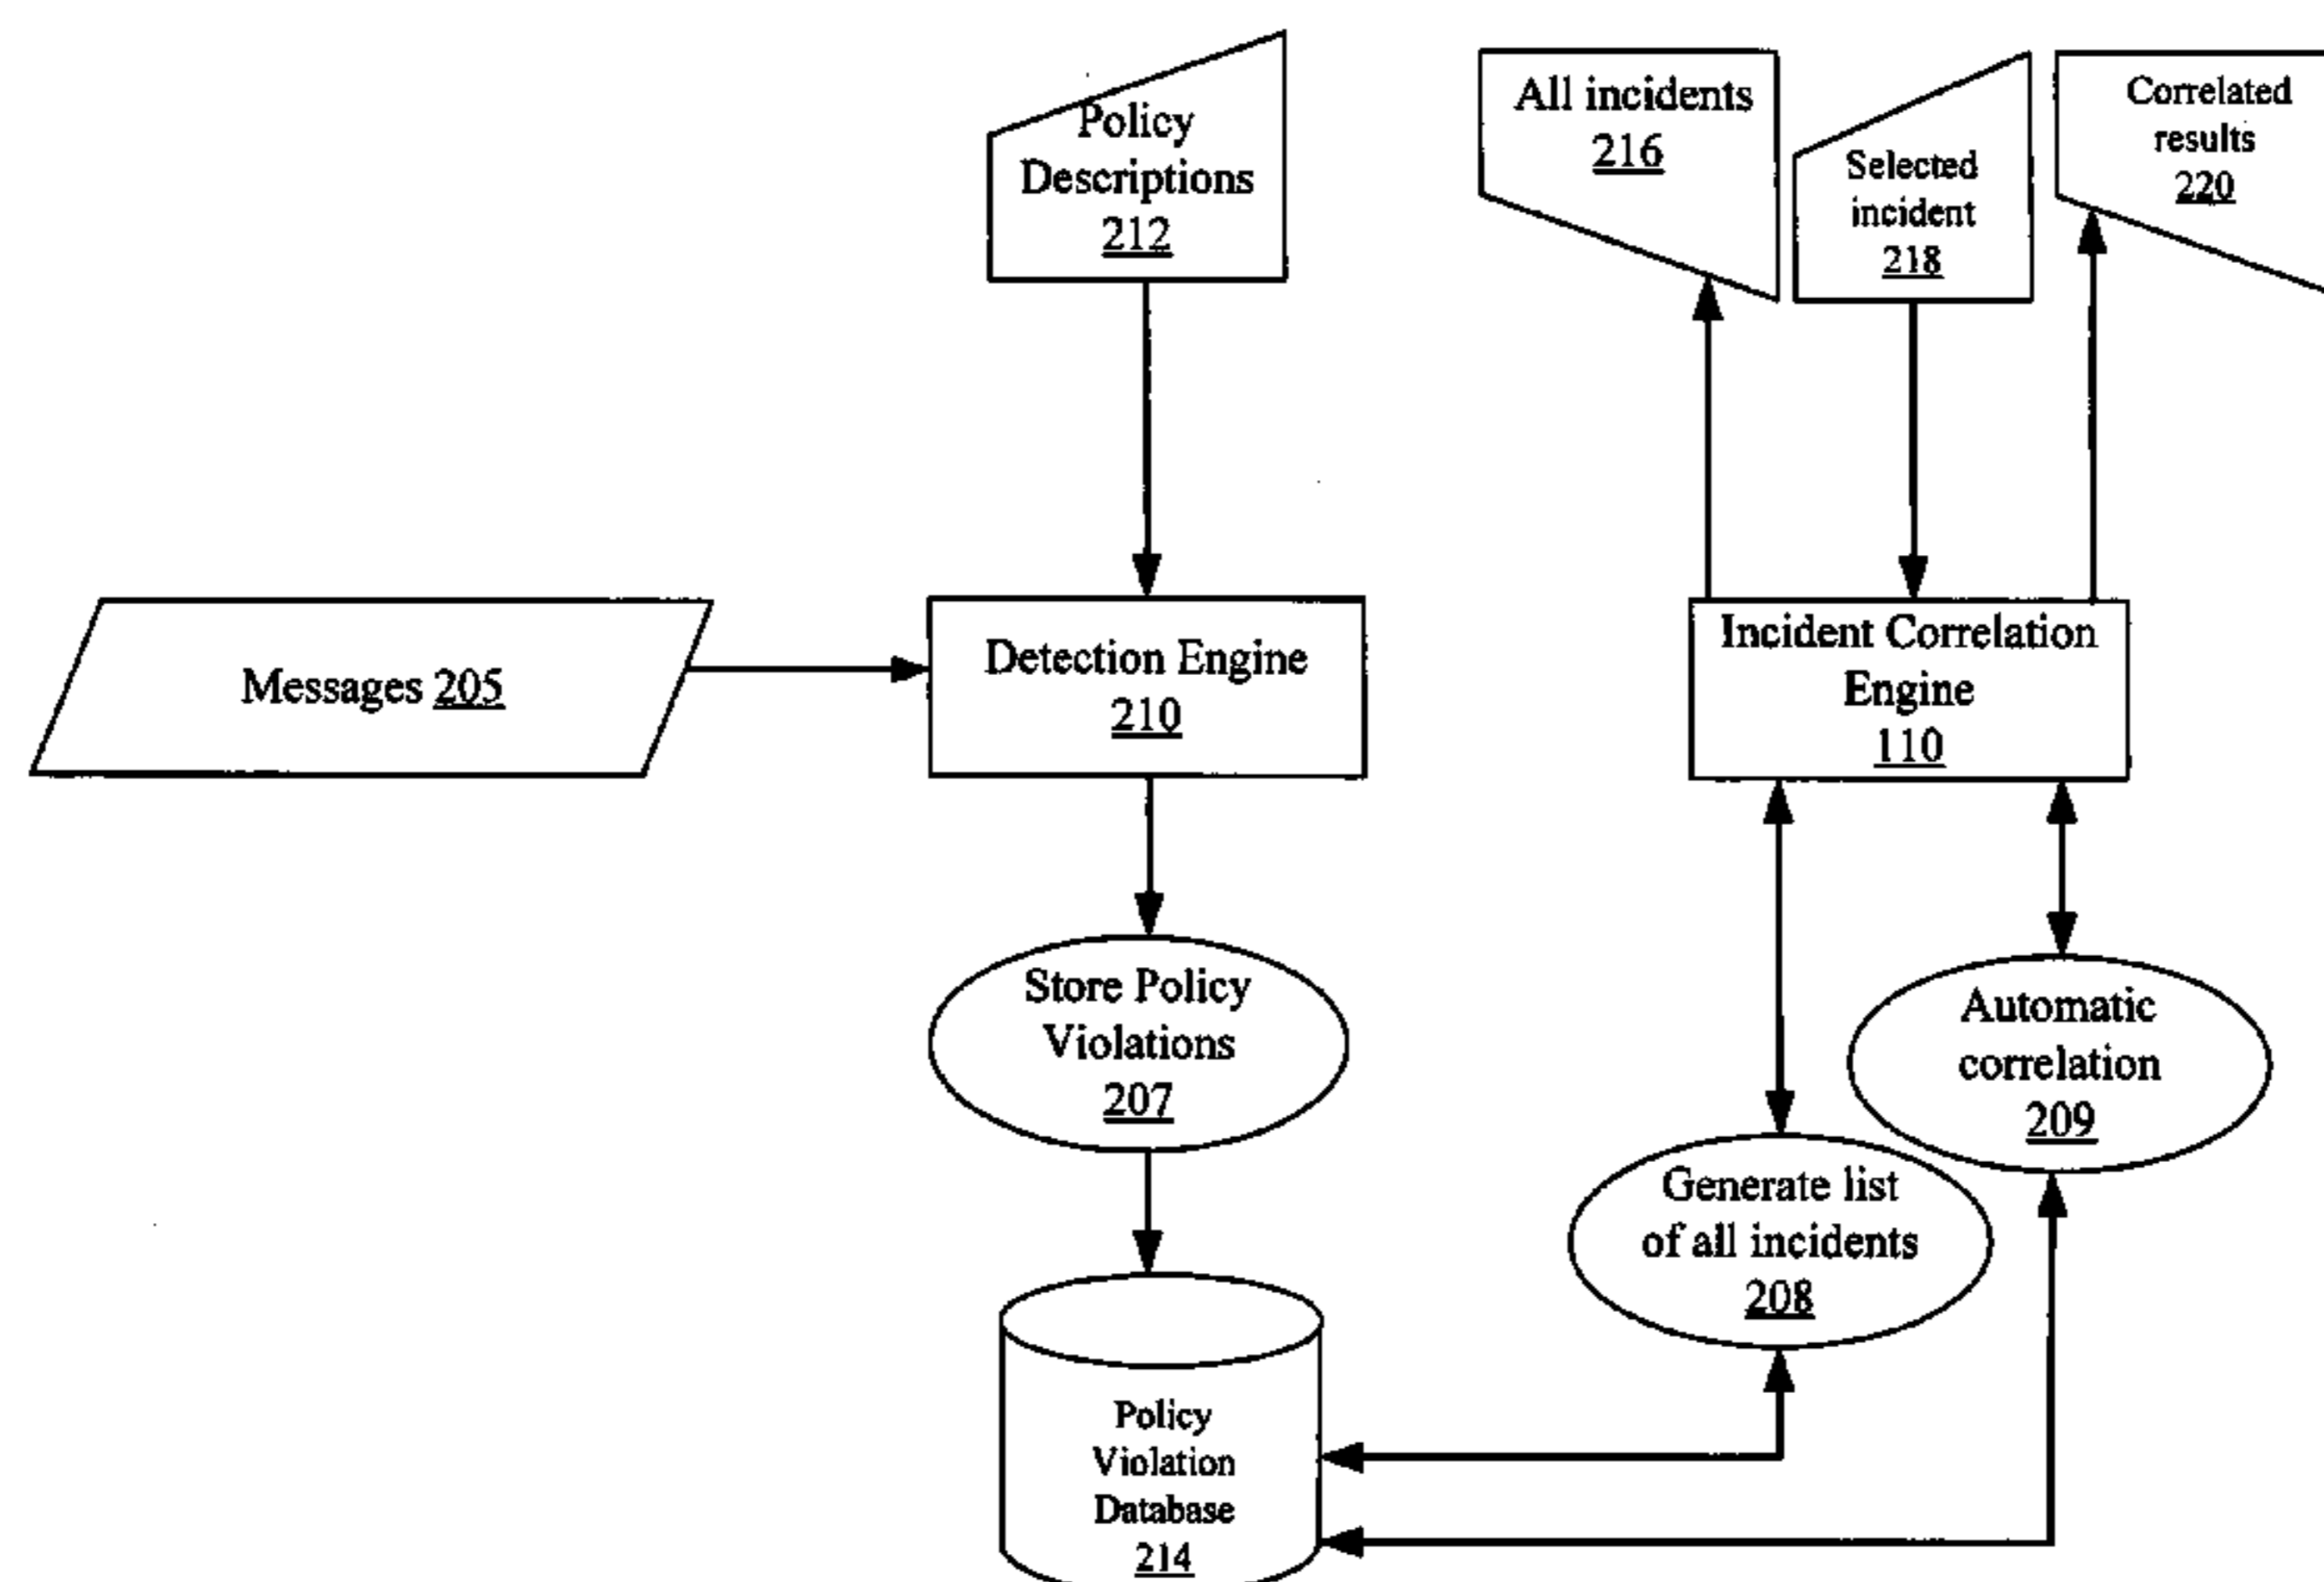 Policy
Descriptions
212
All incidents
216
Selected
incident
218
Correlated
results
220
Messages 205
Detection Engine
210
Incident Correlation
Engine
110
Store Policy
Violations
207
Automatic
correlation
209
Generate list
of all incidents
208
Policy
Violation
Database
214